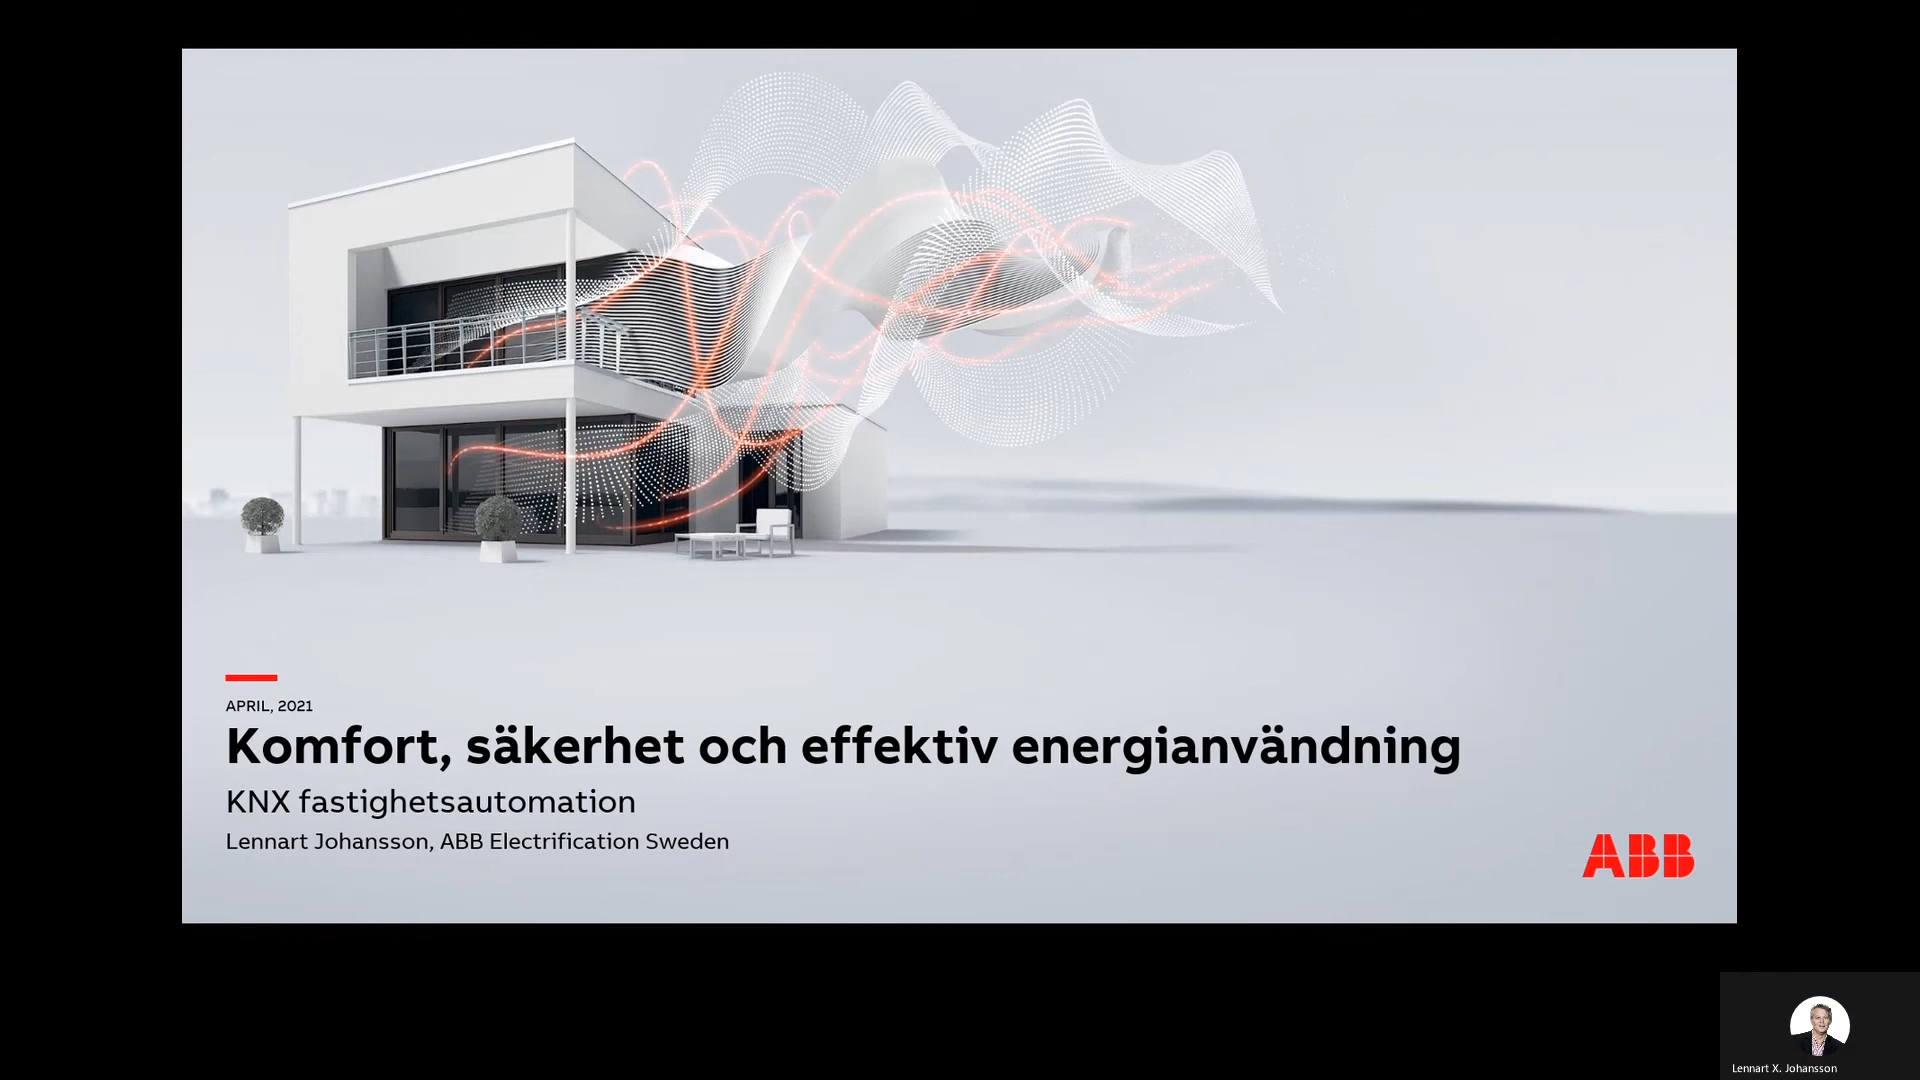 APRIL, 2021
Komfort, säkerhet och effektiv energianvändning
KNX fastighetsautomation
Lennart Johansson, ABB Electrification Sweden
ABB
Lennart X. Johansson